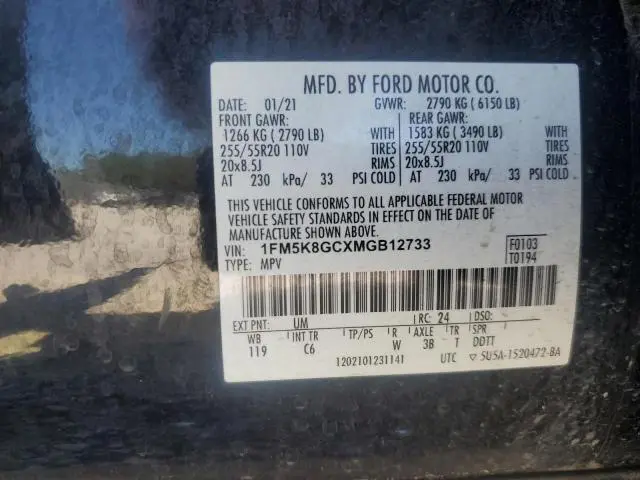 MFD. BY FORD MOTOR CO.
DATE: 01/21 GVWR: 2790 KG ( 6150 LB)
FRONT GAWR: REAR GAWR:
1266 KG ( 2790 LB) WITH 1583 KG ( 3490 LB) WITH
255/55R20 110V TIRES 255/55R20 110V TIRES
20x8.5J RIMS 20x8.5J RIMS
AT 230 kPa/ 33 PSI COLD AT 230 kPa/ 33 PSI COLD
THIS VEHICLE CONFORMS TO ALL APPLICABLE FEDERAL MOTOR
VEHICLE SAFETY STANDARDS IN EFFECT ON THE DATE OF
MANUFACTURE SHOWN ABOVE.
VIN: 1FM5K8GCXMGB12733 F0103
TYPE: MPV T0194
EXT PNT: UM RC: 24 DSO:
WB INT TR TP/PS R AXLE TR SPR
119 C6 W 3B T DDTT
1202101231141 UTC ▽ 5U5A-1520472-BA